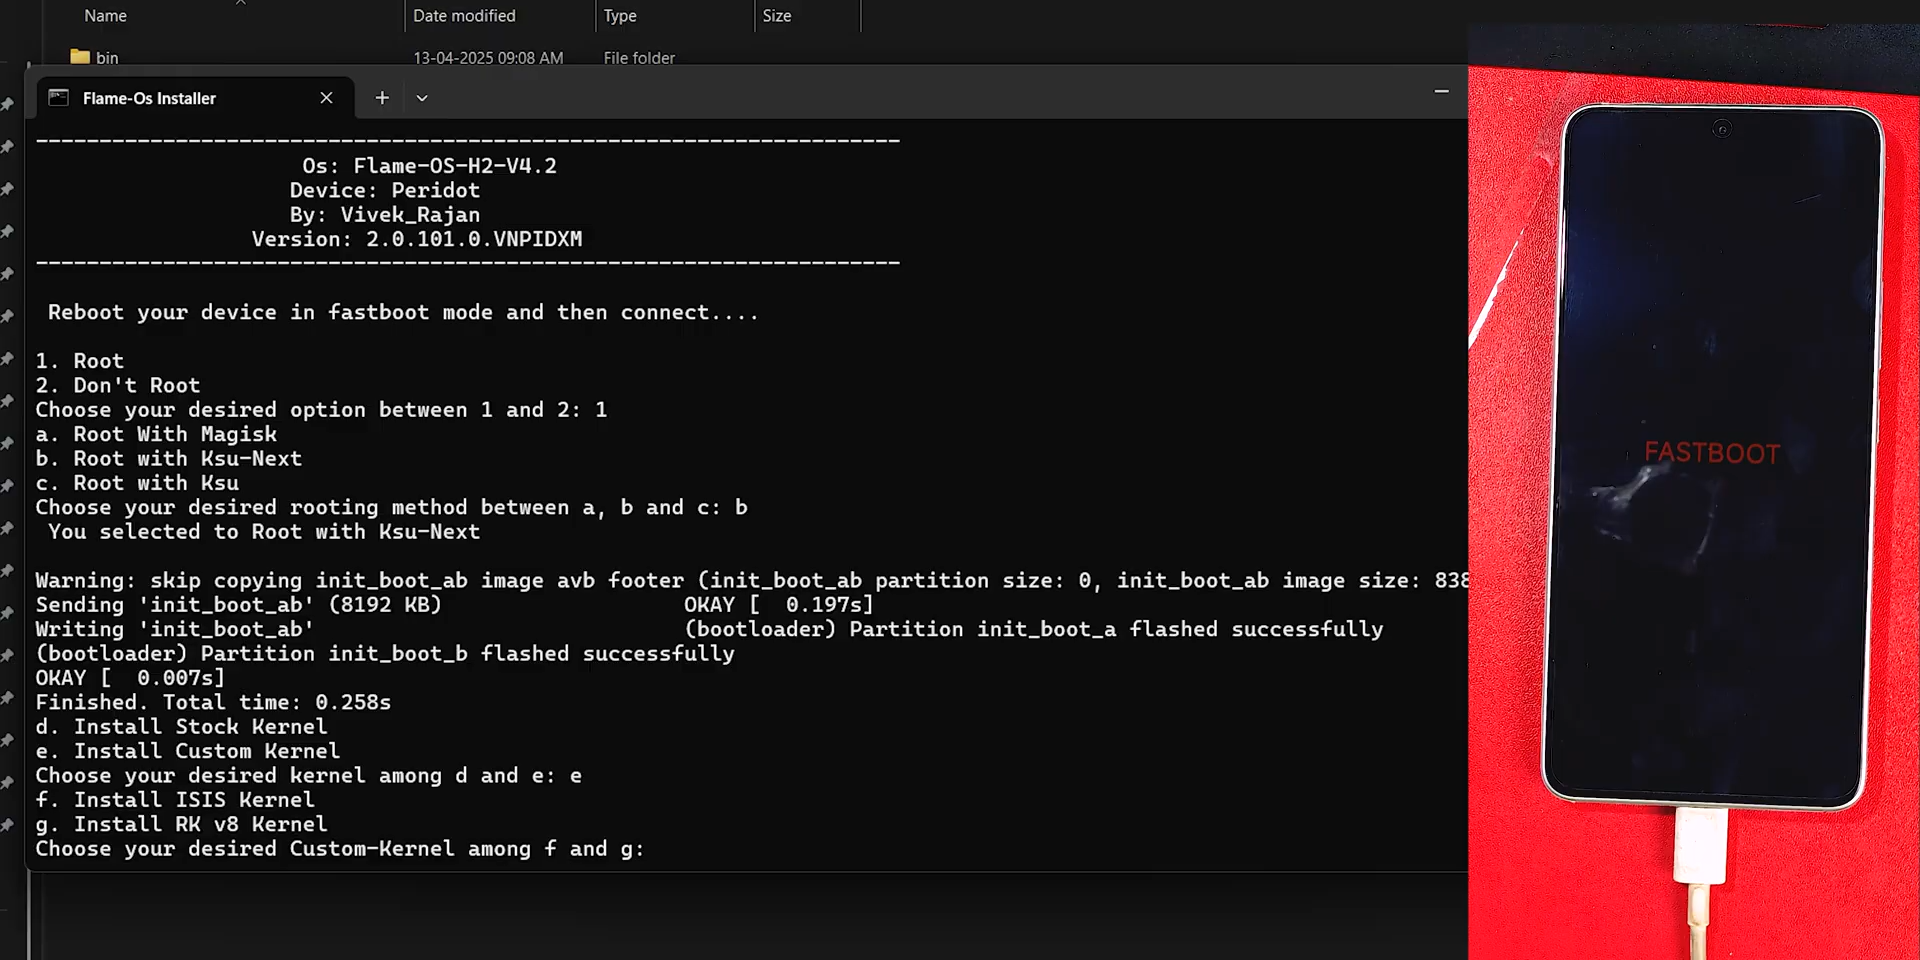 Name Date modified Type Size
bin 13-04-2025 09:08 AM File folder
Flame-Os Installer
--------------------------------------------------------------------
Os: Flame-OS-H2-V4.2
Device: Peridot
By: Vivek_Rajan
Version: 2.0.101.0.VNPIDXM
--------------------------------------------------------------------
Reboot your device in fastboot mode and then connect....
1. Root
2. Don't Root
Choose your desired option between 1 and 2: 1
a. Root With Magisk
b. Root with Ksu-Next
c. Root with Ksu
Choose your desired rooting method between a, b and c: b
You selected to Root with Ksu-Next
Warning: skip copying init_boot_ab image avb footer (init_boot_ab partition size: 0, init_boot_ab image size: 838
Sending 'init_boot_ab' (8192 KB) OKAY [ 0.197s]
Writing 'init_boot_ab' (bootloader) Partition init_boot_a flashed successfully
(bootloader) Partition init_boot_b flashed successfully
OKAY [ 0.007s]
Finished. Total time: 0.258s
d. Install Stock Kernel
e. Install Custom Kernel
Choose your desired kernel among d and e: e
f. Install ISIS Kernel
g. Install RK v8 Kernel
Choose your desired Custom-Kernel among f and g:
FASTBOOT